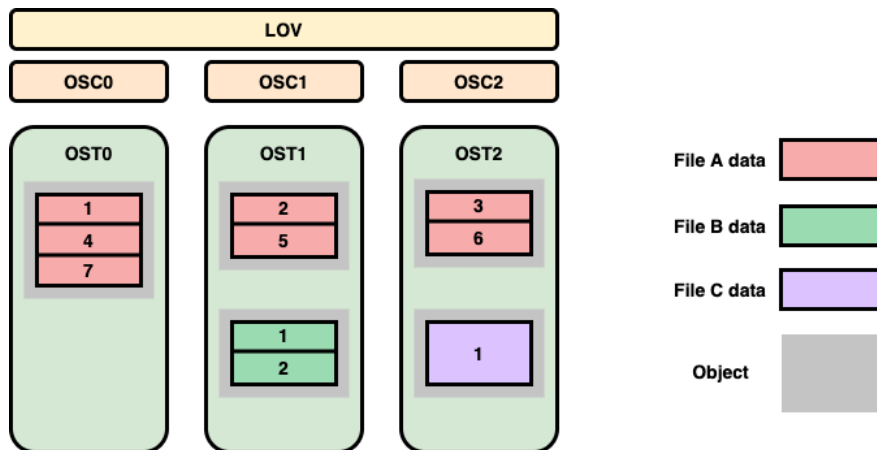 LOV
OSC0
OSC1
OSC2
OST0
OST1
OST2
1
4
7
2
5
3
6
1
2
1
File A data
File B data
File C data
Object